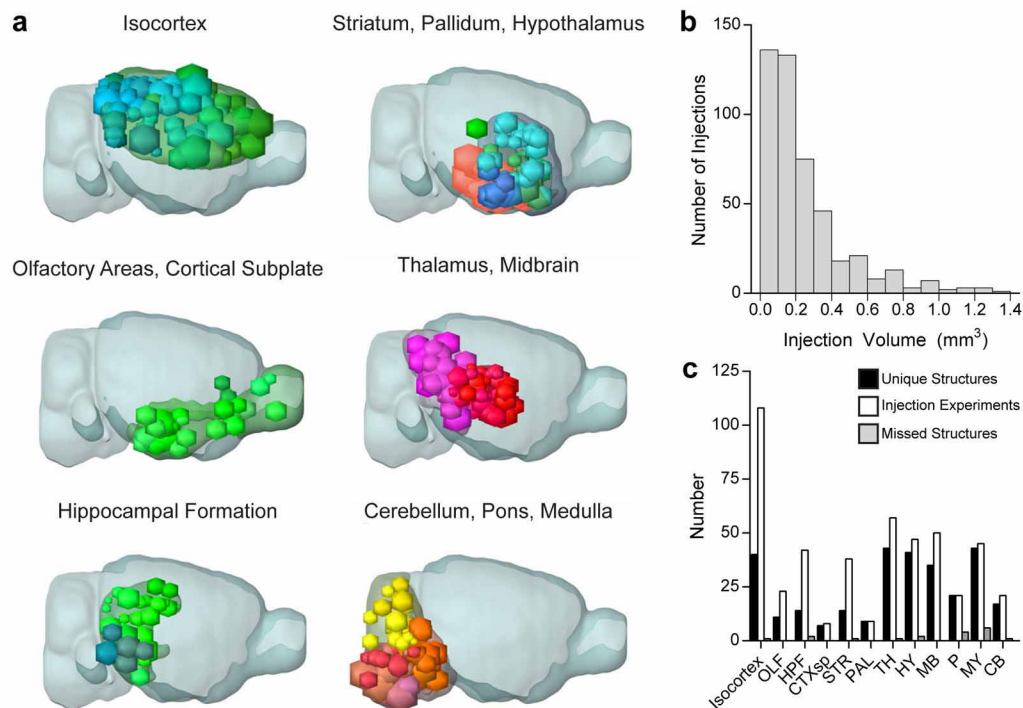 a
Isocortex
Striatum, Pallidum, Hypothalamus
Olfactory Areas, Cortical Subplate
Thalamus, Midbrain
Hippocampal Formation
Cerebellum, Pons, Medulla
b
150
100
50
0
Number of Injections
0.0 0.2 0.4 0.6 0.8 1.0 1.2 1.4
Injection Volume (mm³)
c
125
100
75
50
25
0
Number
Unique Structures
Injection Experiments
Missed Structures
Isocortex
OLF
HPF
CTXsp
STR
PAL
TH
HY
MB
P
MY
CB